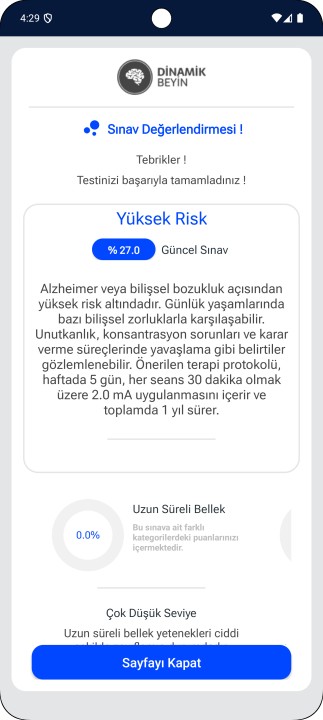 4:29
DİNAMİK
BEYİN
Sınav Değerlendirmesi !
Tebrikler !
Testinizi başarıyla tamamladınız !
Yüksek Risk
% 27.0 Güncel Sınav
Alzheimer veya bilişsel bozukluk açısından
yüksek risk altındadır. Günlük yaşamlarında
bazı bilişsel zorluklarla karşılaşabilir.
Unutkanlık, konsantrasyon sorunları ve karar
verme süreçlerinde yavaşlama gibi belirtiler
gözlemlenebilir. Önerilen terapi protokolü,
haftada 5 gün, her seans 30 dakika olmak
üzere 2.0 mA uygulanmasını içerir ve
toplamda 1 yıl sürer.
0.0%
Uzun Süreli Bellek
Bu sınava ait farklı
kategorilerdeki puanlarınızı
içermektedir.
Çok Düşük Seviye
Uzun süreli bellek yetenekleri ciddi
Sayfayı Kapat